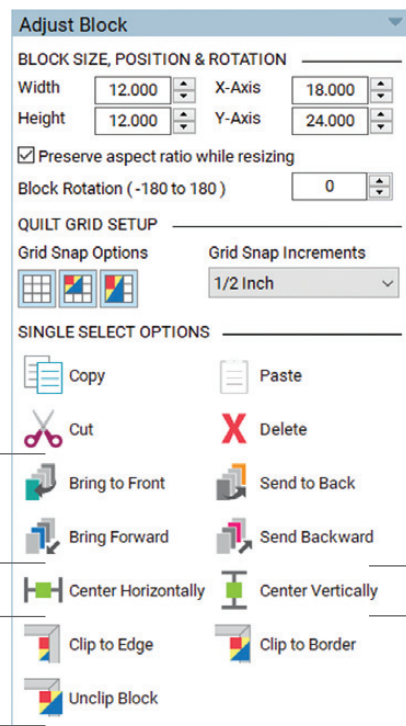 Adjust Block
BLOCK SIZE, POSITION & ROTATION
Width 12.000 X-Axis 18.000
Height 12.000 Y-Axis 24.000
Preserve aspect ratio while resizing
Block Rotation ( -180 to 180 ) 0
QUILT GRID SETUP
Grid Snap Options Grid Snap Increments
1/2 Inch
SINGLE SELECT OPTIONS
Copy Paste
Cut Delete
Bring to Front Send to Back
Bring Forward Send Backward
Center Horizontally Center Vertically
Clip to Edge Clip to Border
Unclip Block